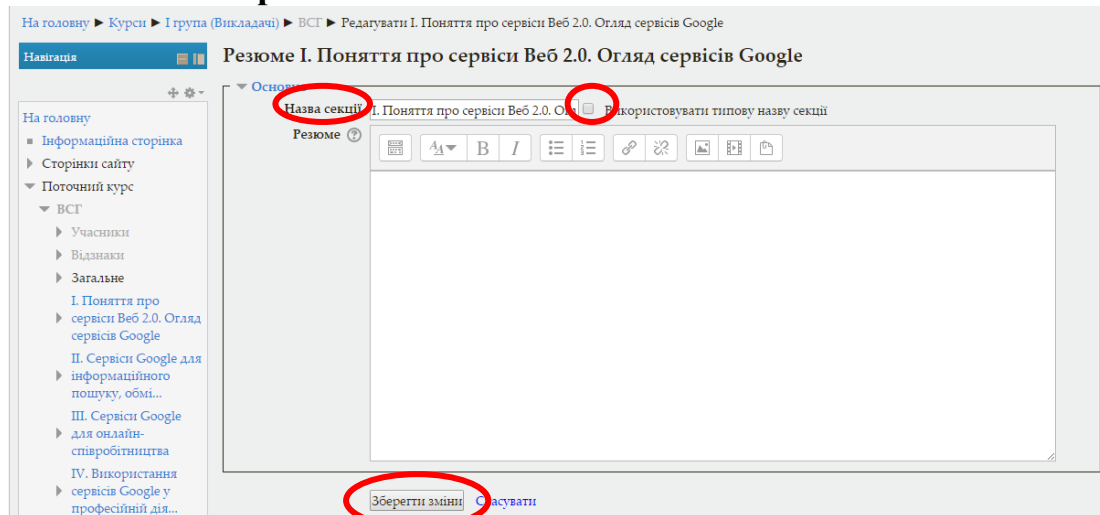 На головну ► Курси ► І група (Викладачі) ► ВСГ ► Редагувати І. Поняття про сервіси Веб 2.0. Огляд сервісів Google
Навігація
Резюме І. Поняття про сервіси Веб 2.0. Огляд сервісів Google
На головну
Інформаційна сторінка
Сторінки сайту
Поточний курс
ВСГ
Учасники
Відзнаки
Загальне
І. Поняття про
сервіси Веб 2.0. Огляд
сервісів Google
ІІ. Сервіси Google для
інформаційного
пошуку, обмі...
ІІІ. Сервіси Google
для онлайн-
співробітництва
IV. Використання
сервісів Google у
професійній дія...
Назва секції І. Поняття про сервіси Веб 2.0. Використовувати типову назву секції
Резюме
B I
Зберегти зміни Скасувати